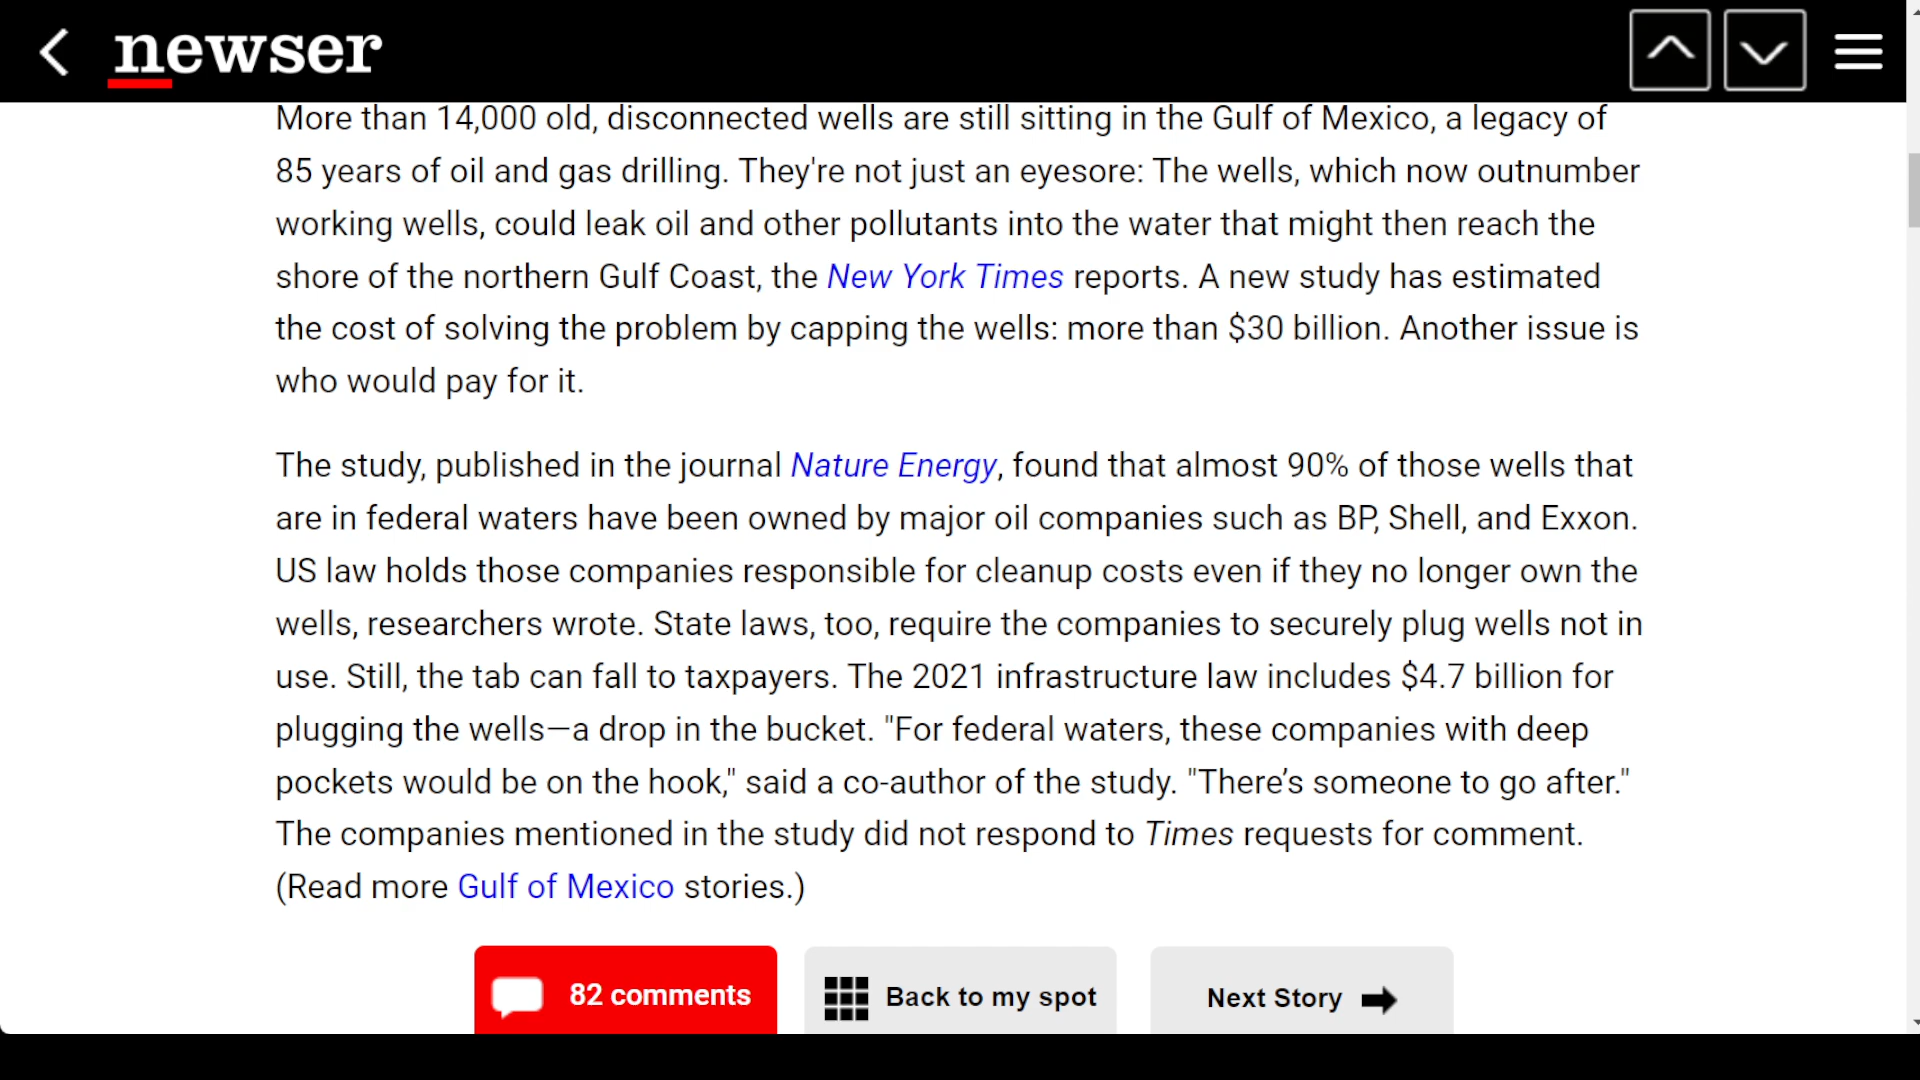 newser
More than 14,000 old, disconnected wells are still sitting in the Gulf of Mexico, a legacy of
85 years of oil and gas drilling. They're not just an eyesore: The wells, which now outnumber
working wells, could leak oil and other pollutants into the water that might then reach the
shore of the northern Gulf Coast, the New York Times reports. A new study has estimated
the cost of solving the problem by capping the wells: more than $30 billion. Another issue is
who would pay for it.
The study, published in the journal Nature Energy, found that almost 90% of those wells that
are in federal waters have been owned by major oil companies such as BP, Shell, and Exxon.
US law holds those companies responsible for cleanup costs even if they no longer own the
wells, researchers wrote. State laws, too, require the companies to securely plug wells not in
use. Still, the tab can fall to taxpayers. The 2021 infrastructure law includes $4.7 billion for
plugging the wells—a drop in the bucket. "For federal waters, these companies with deep
pockets would be on the hook," said a co-author of the study. "There’s someone to go after."
The companies mentioned in the study did not respond to Times requests for comment.
(Read more Gulf of Mexico stories.)
82 comments
Back to my spot
Next Story